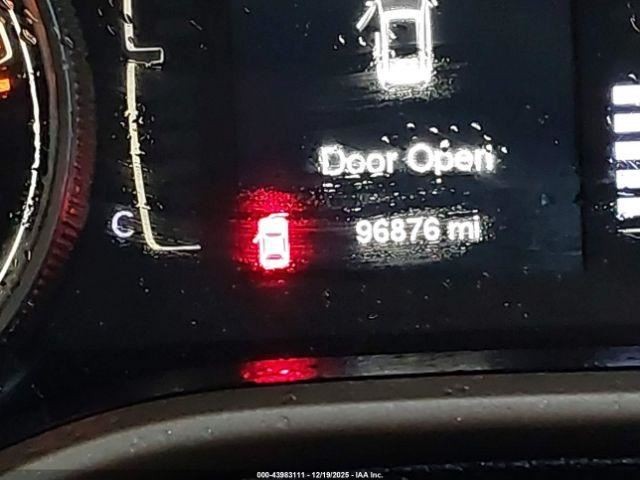 Door Open
C
96876 mi
000-43983111 - 12/19/2025 - IAA Inc.